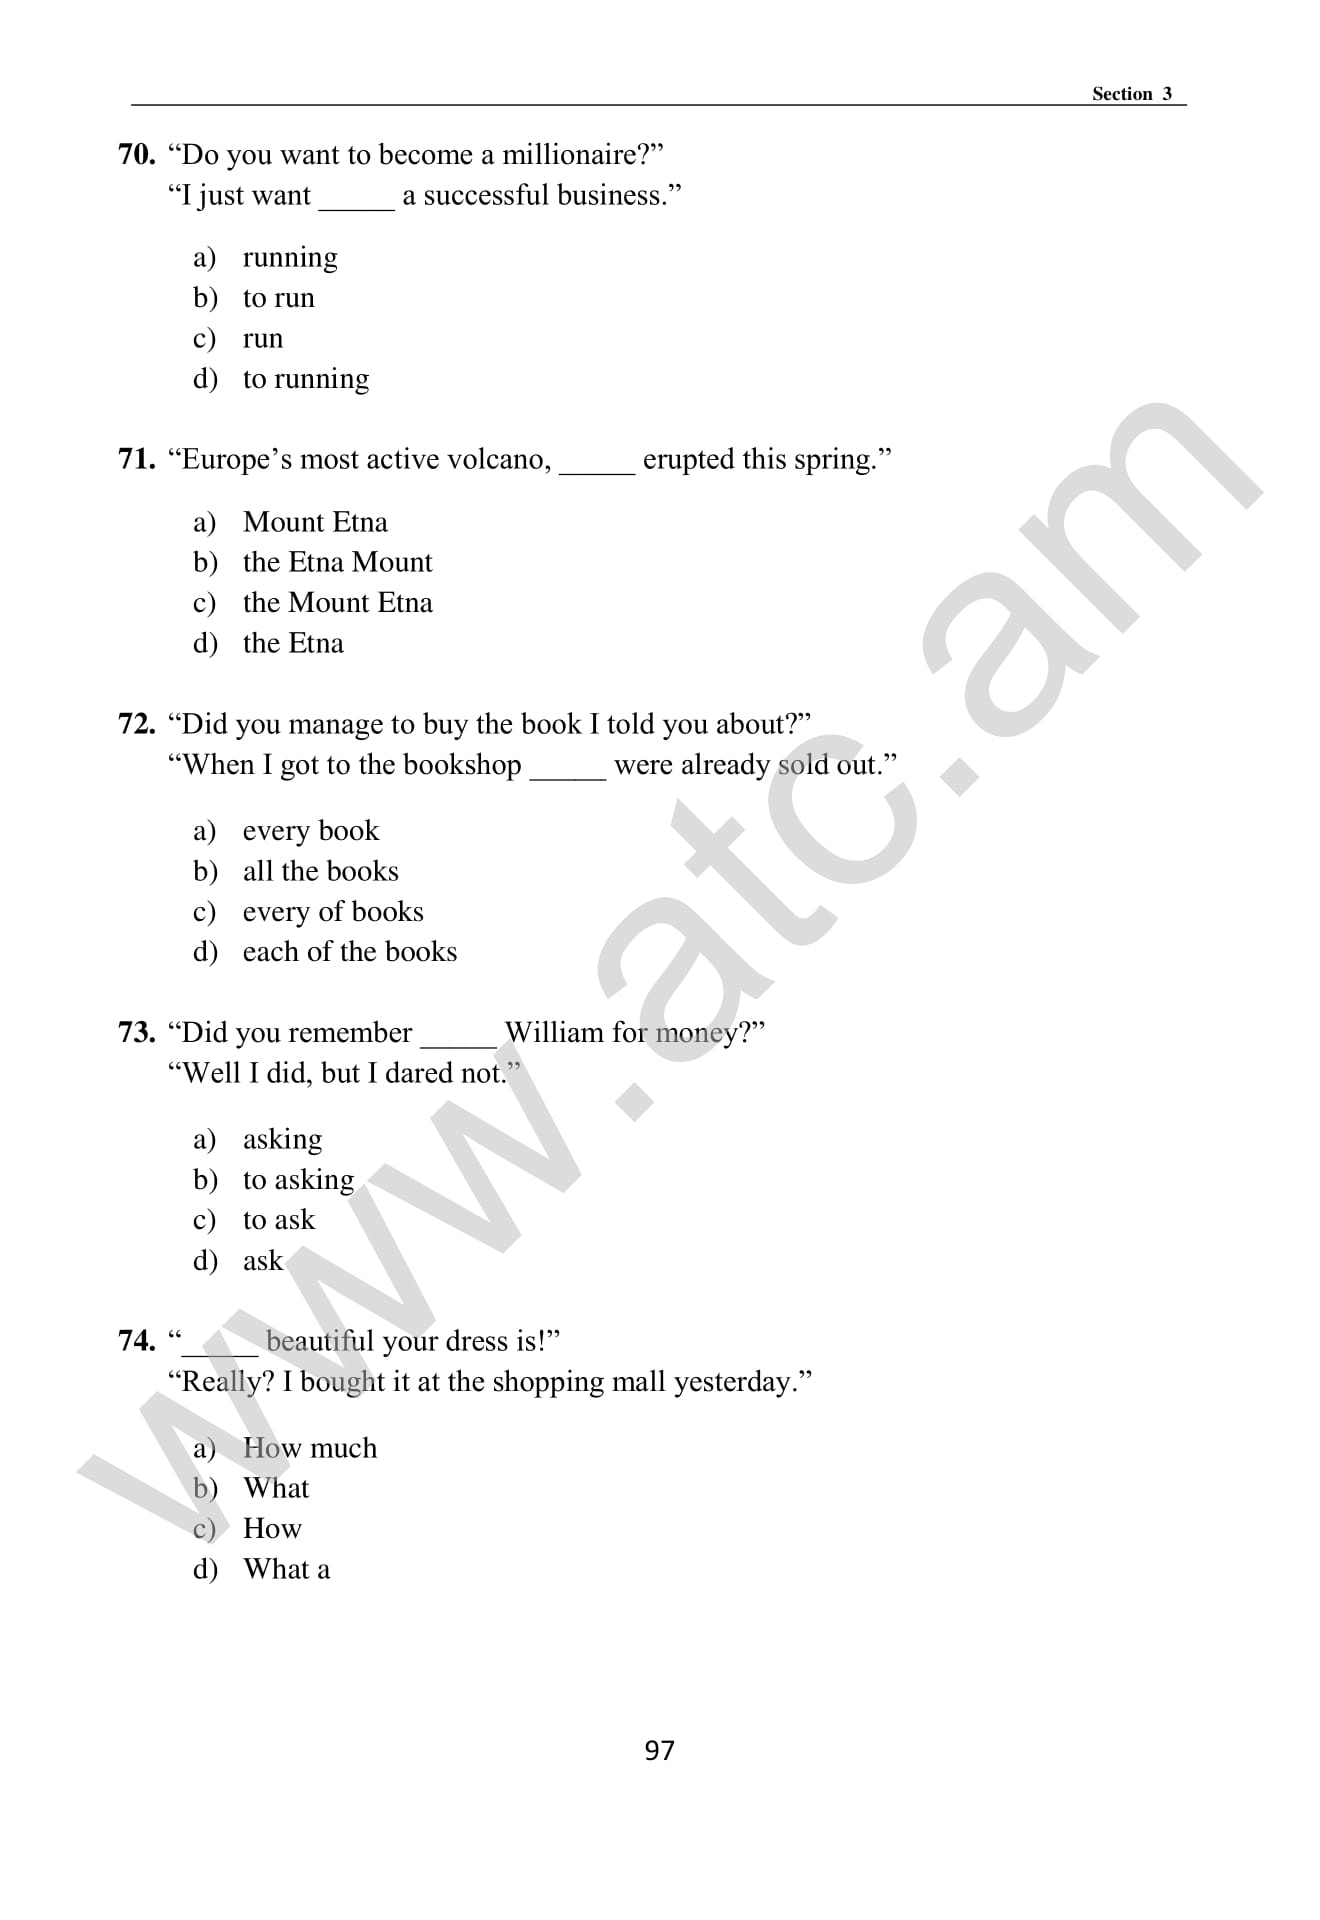 Section 3
70. “Do you want to become a millionaire?”
“I just want _____ a successful business.”
a) running
b) to run
c) run
d) to running
71. “Europe’s most active volcano, _____ erupted this spring.”
a) Mount Etna
b) the Etna Mount
c) the Mount Etna
d) the Etna
72. “Did you manage to buy the book I told you about?”
“When I got to the bookshop _____ were already sold out.”
a) every book
b) all the books
c) every of books
d) each of the books
73. “Did you remember _____ William for money?”
“Well I did, but I dared not.”
a) asking
b) to asking
c) to ask
d) ask
74. “_____ beautiful your dress is!”
“Really? I bought it at the shopping mall yesterday.”
a) How much
b) What
c) How
d) What a
97
www.atc.am